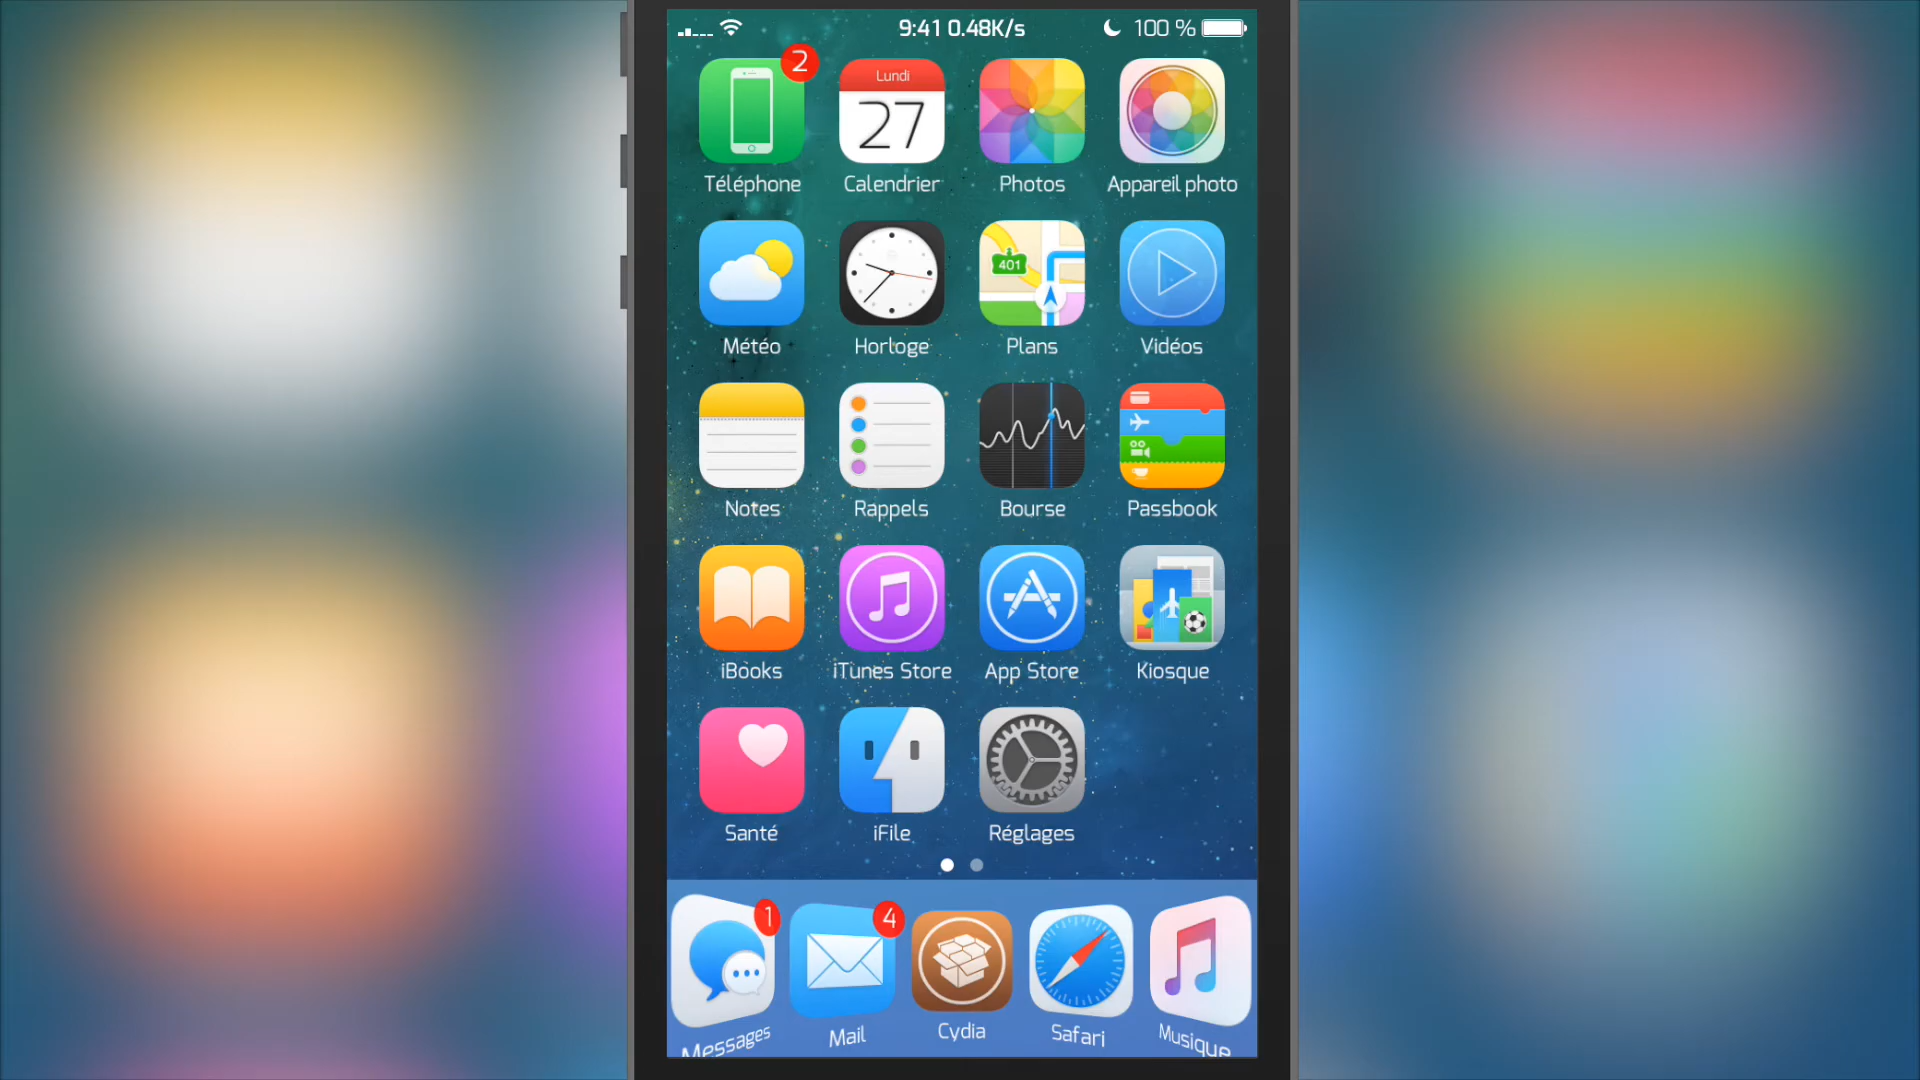 9:41 0.48K/s 100 %
2
Lundi
27
Téléphone Calendrier Photos Appareil photo
401
Météo Horloge Plans Vidéos
Notes Rappels Bourse Passbook
iBooks iTunes Store App Store Kiosque
Santé iFile Réglages
1 4
Messages Mail Cydia Safari Musique